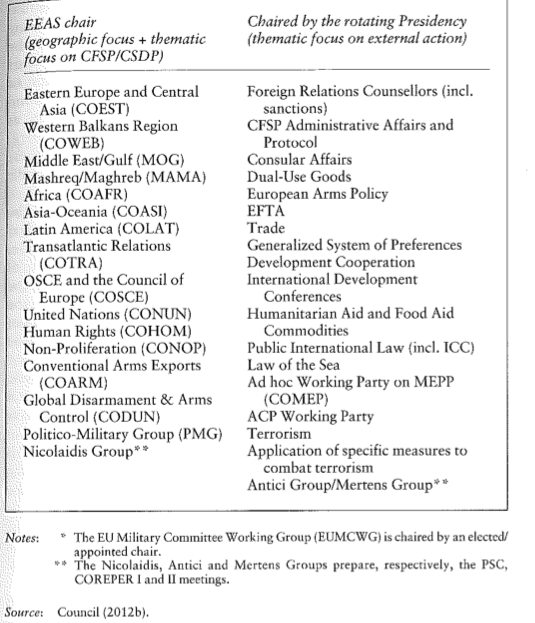 EEAS chair
(geographic focus + thematic
focus on CFSP/CSDP)
Chaired by the rotating Presidency
(thematic focus on external action)
Eastern Europe and Central
Asia (COEST)
Western Balkans Region
(COWEB)
Middle East/Gulf (MOG)
Mashreq/Maghreb (MAMA)
Africa (COAFR)
Asia-Oceania (COASI)
Latin America (COLAT)
Transatlantic Relations
(COTRA)
OSCE and the Council of
Europe (COSCE)
United Nations (CONUN)
Human Rights (COHOM)
Non-Proliferation (CONOP)
Conventional Arms Exports
(COARM)
Global Disarmament & Arms
Control (CODUN)
Politico-Military Group (PMG)
Nicolaidis Group**
Foreign Relations Counsellors (incl.
sanctions)
CFSP Administrative Affairs and
Protocol
Consular Affairs
Dual-Use Goods
European Arms Policy
EFTA
Trade
Generalized System of Preferences
Development Cooperation
International Development
Conferences
Humanitarian Aid and Food Aid
Commodities
Public International Law (incl. ICC)
Law of the Sea
Ad hoc Working Party on MEPP
(COMEP)
ACP Working Party
Terrorism
Application of specific measures to
combat terrorism
Antici Group/Mertens Group**
Notes: * The EU Military Committee Working Group (EUMCWG) is chaired by an elected/
appointed chair.
** The Nicolaidis, Antici and Mertens Groups prepare, respectively, the PSC,
COREPER I and II meetings.
Source: Council (2012b).